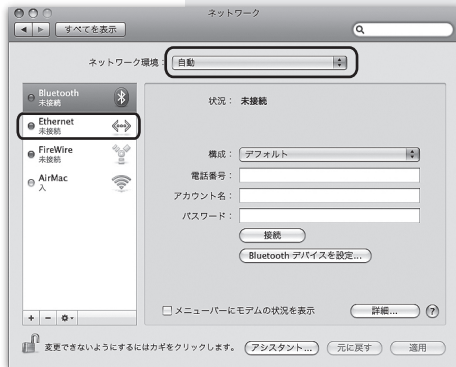 ネットワーク
すべてを表示
ネットワーク環境： 自動
Bluetooth
未接続
Ethernet
未接続
FireWire
未接続
AirMac
入
状況： 未接続
構成： デフォルト
電話番号：
アカウント名：
パスワード：
接続
Bluetooth デバイスを設定...
メニューバーにモデムの状況を表示
詳細...
?
変更できないようにするにはカギをクリックします。
アシスタント...
元に戻す
適用